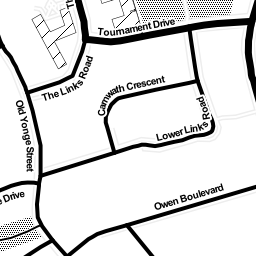 Tournament Drive
The Links Road
Carnwath Crescent
Old Yonge Street
Lower Links Road
Owen Boulevard
Drive